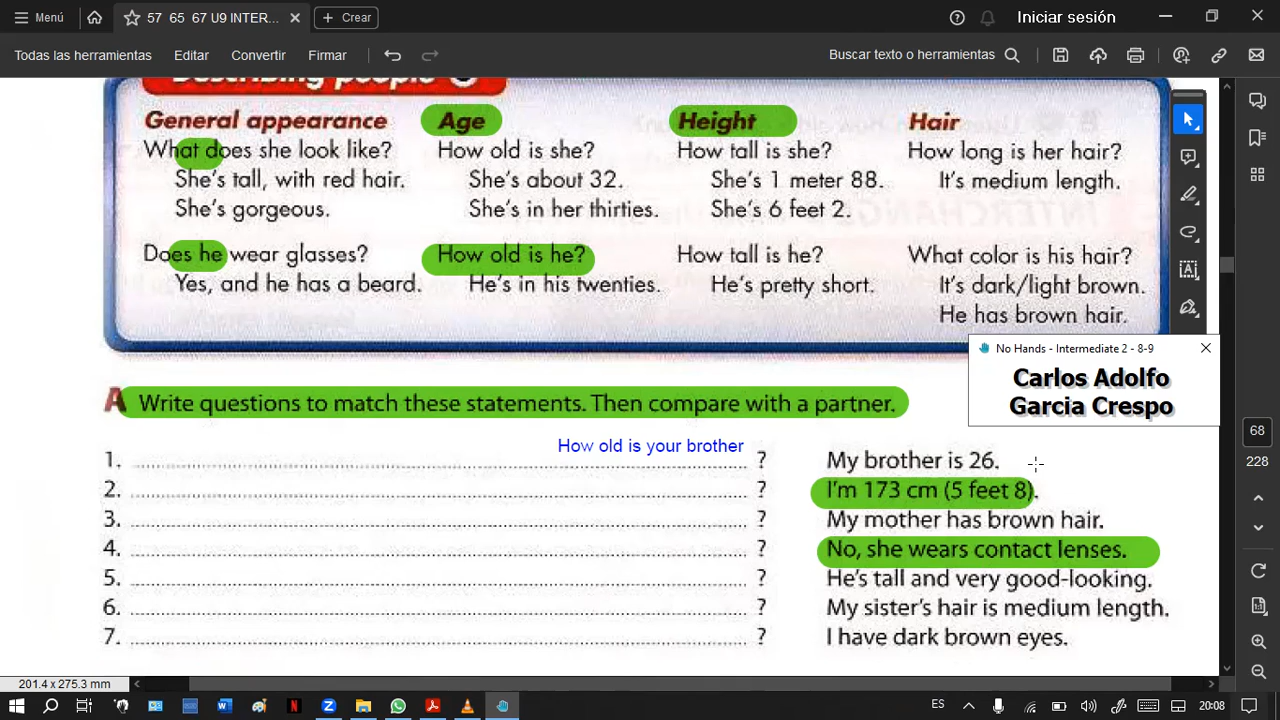 Menú
57 65 67 U9 INTER...
Crear
Iniciar sesión
Todas las herramientas
Editar
Convertir
Firmar
Buscar texto o herramientas
Describing people
General appearance
What does she look like?
She's tall, with red hair.
She's gorgeous.
Does he wear glasses?
Yes, and he has a beard.
Age
How old is she?
She's about 32.
She's in her thirties.
How old is he?
He's in his twenties.
Height
How tall is she?
She's 1 meter 88.
She's 6 feet 2.
How tall is he?
He's pretty short.
Hair
How long is her hair?
It's medium length.
What color is his hair?
It's dark/light brown.
He has brown hair.
No Hands - Intermediate 2 - 8-9
Carlos Adolfo
Garcia Crespo
A Write questions to match these statements. Then compare with a partner.
How old is your brother
1. ? My brother is 26.
2. ? I'm 173 cm (5 feet 8).
3. ? My mother has brown hair.
4. ? No, she wears contact lenses.
5. ? He's tall and very good-looking.
6. ? My sister's hair is medium length.
7. ? I have dark brown eyes.
68
228
201.4 x 275.3 mm
ES
20:08